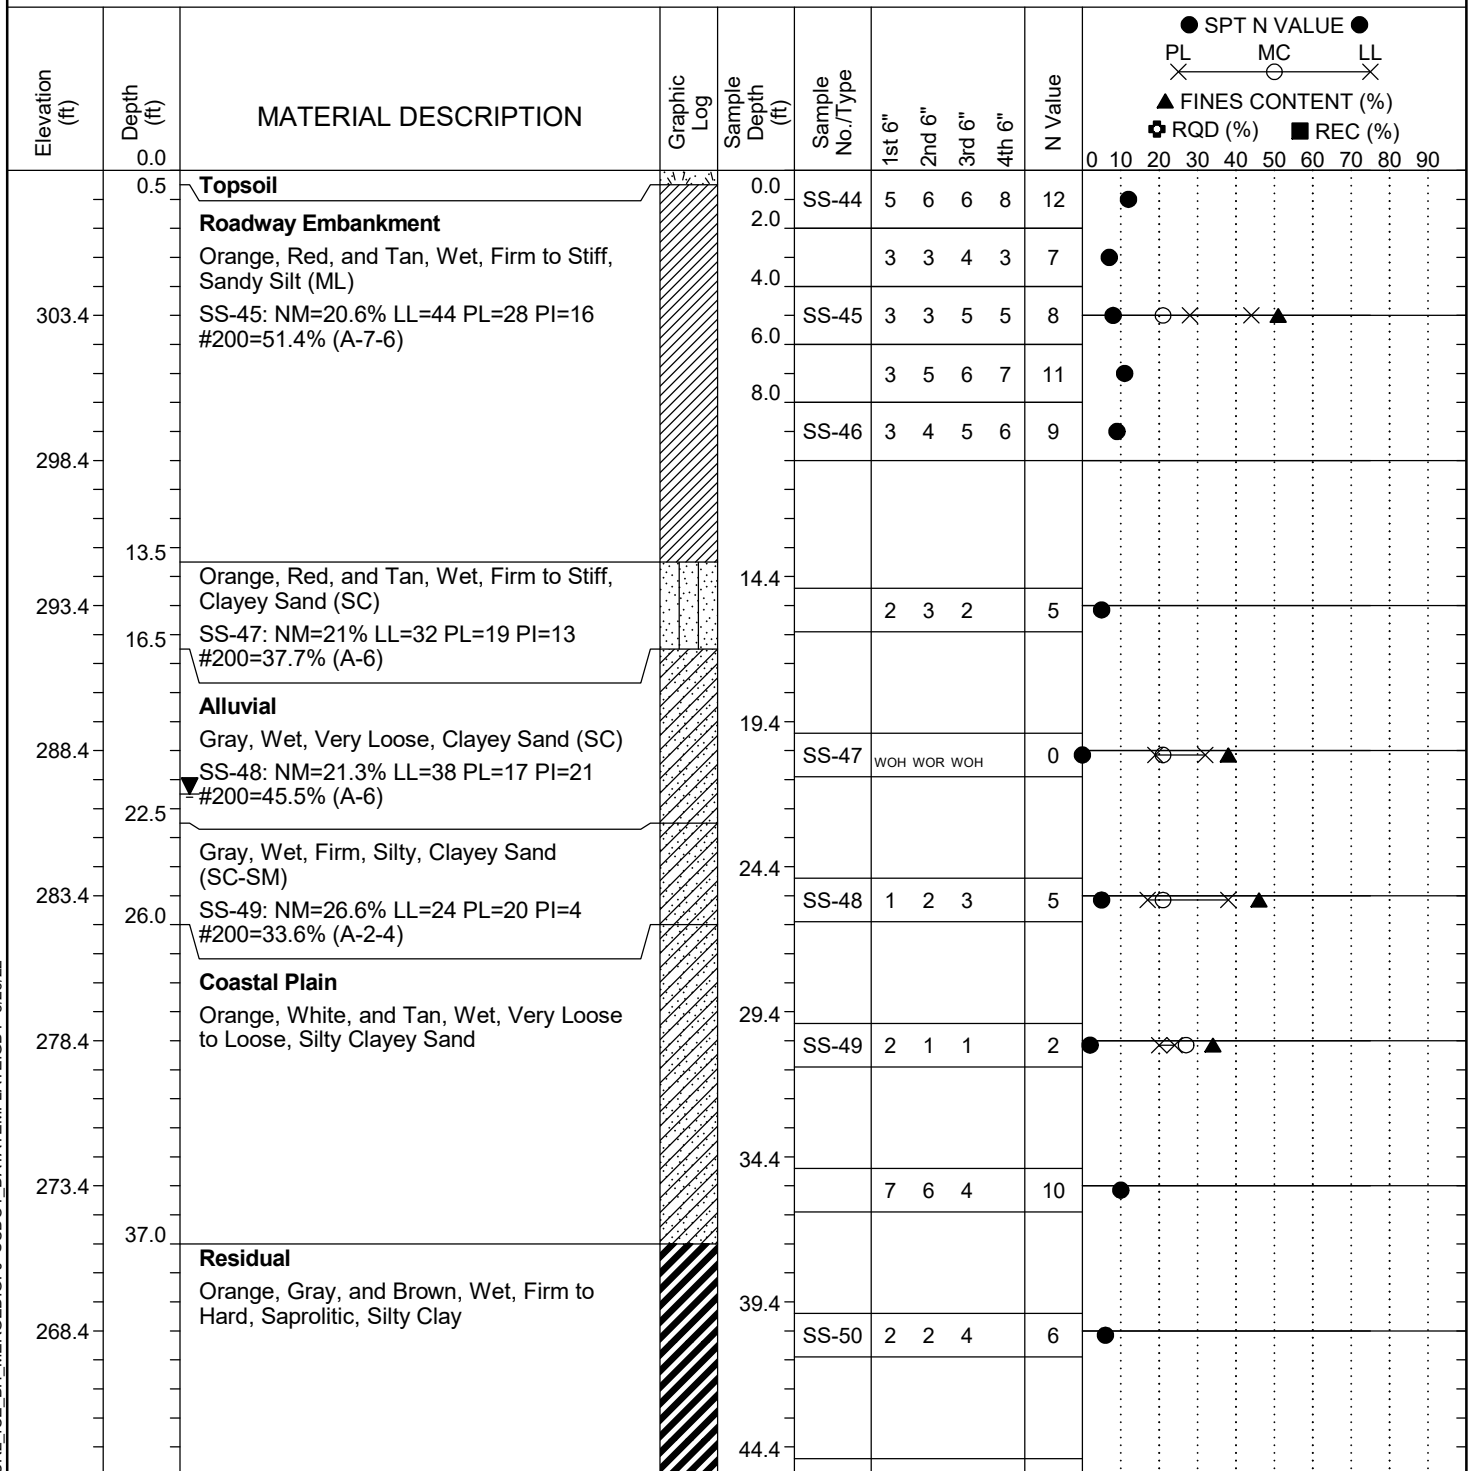 ● SPT N VALUE ●
PL MC LL
▲ FINES CONTENT (%)
RQD (%) ■ REC (%)
0 10 20 30 40 50 60 70 80 90
Elevation (ft)
Depth (ft)
MATERIAL DESCRIPTION
Graphic Log
Sample Depth (ft)
Sample No./Type
1st 6"
2nd 6"
3rd 6"
4th 6"
N Value
0.0
0.5 Topsoil 0.0 SS-44 5 6 6 8 12
2.0
Roadway Embankment
Orange, Red, and Tan, Wet, Firm to Stiff, 3 3 4 3 7
Sandy Silt (ML) 4.0
303.4 SS-45: NM=20.6% LL=44 PL=28 PI=16 SS-45 3 3 5 5 8
#200=51.4% (A-7-6) 6.0
3 5 6 7 11
8.0
SS-46 3 4 5 6 9
298.4
13.5
Orange, Red, and Tan, Wet, Firm to Stiff, 14.4
293.4 Clayey Sand (SC) 2 3 2 5
16.5 SS-47: NM=21% LL=32 PL=19 PI=13
#200=37.7% (A-6)
Alluvial
19.4
288.4 Gray, Wet, Very Loose, Clayey Sand (SC) SS-47 WOH WOR WOH 0
SS-48: NM=21.3% LL=38 PL=17 PI=21
#200=45.5% (A-6)
22.5
Gray, Wet, Firm, Silty, Clayey Sand 24.4
(SC-SM)
283.4 SS-48 1 2 3 5
26.0 SS-49: NM=26.6% LL=24 PL=20 PI=4
#200=33.6% (A-2-4)
Coastal Plain
Orange, White, and Tan, Wet, Very Loose 29.4
278.4 to Loose, Silty Clayey Sand SS-49 2 1 1 2
34.4
273.4 7 6 4 10
37.0
Residual
Orange, Gray, and Brown, Wet, Firm to 39.4
Hard, Saprolitic, Silty Clay
268.4 SS-50 2 2 4 6
44.4